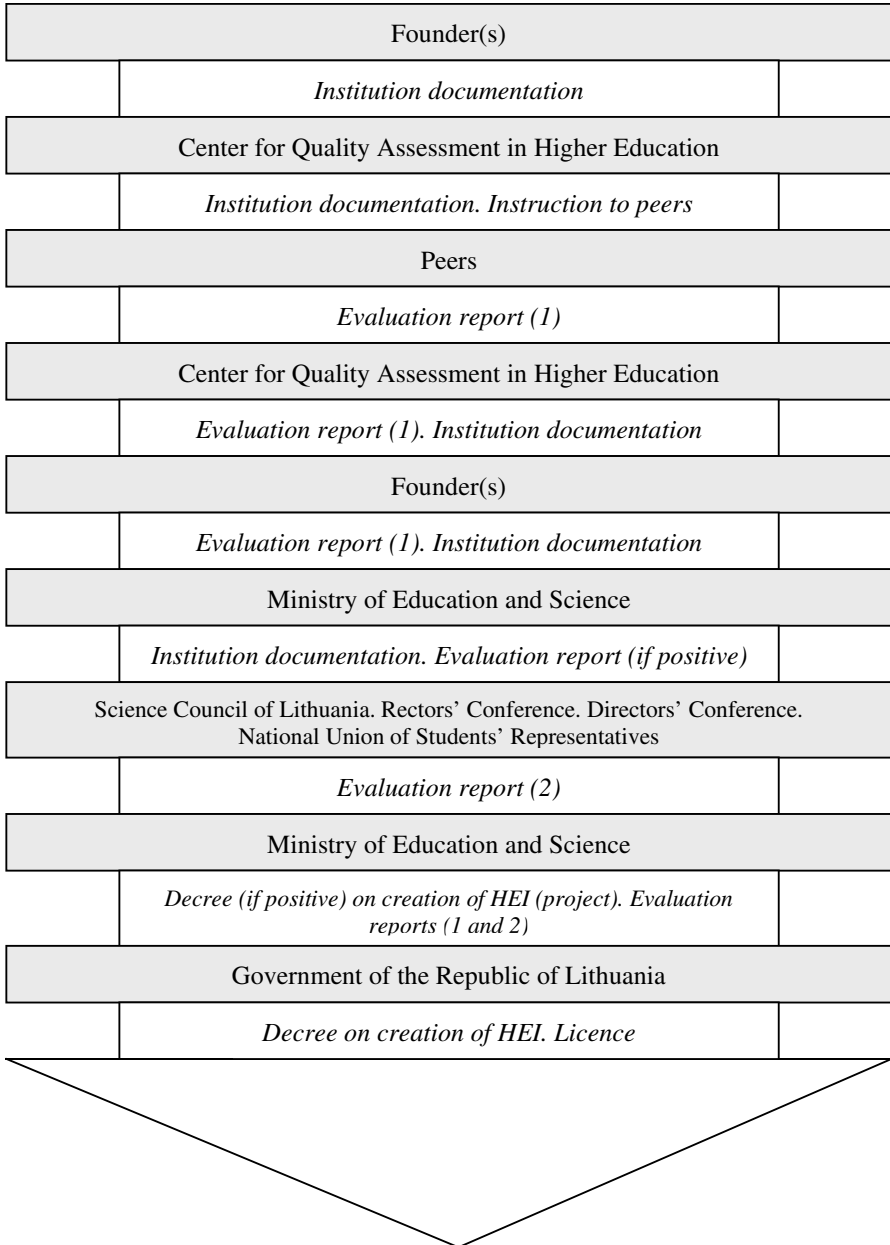 Founder(s)
Institution documentation
Center for Quality Assessment in Higher Education
Institution documentation. Instruction to peers
Peers
Evaluation report (1)
Center for Quality Assessment in Higher Education
Evaluation report (1). Institution documentation
Founder(s)
Evaluation report (1). Institution documentation
Ministry of Education and Science
Institution documentation. Evaluation report (if positive)
Science Council of Lithuania. Rectors’ Conference. Directors’ Conference.
National Union of Students’ Representatives
Evaluation report (2)
Ministry of Education and Science
Decree (if positive) on creation of HEI (project). Evaluation
reports (1 and 2)
Government of the Republic of Lithuania
Decree on creation of HEI. Licence